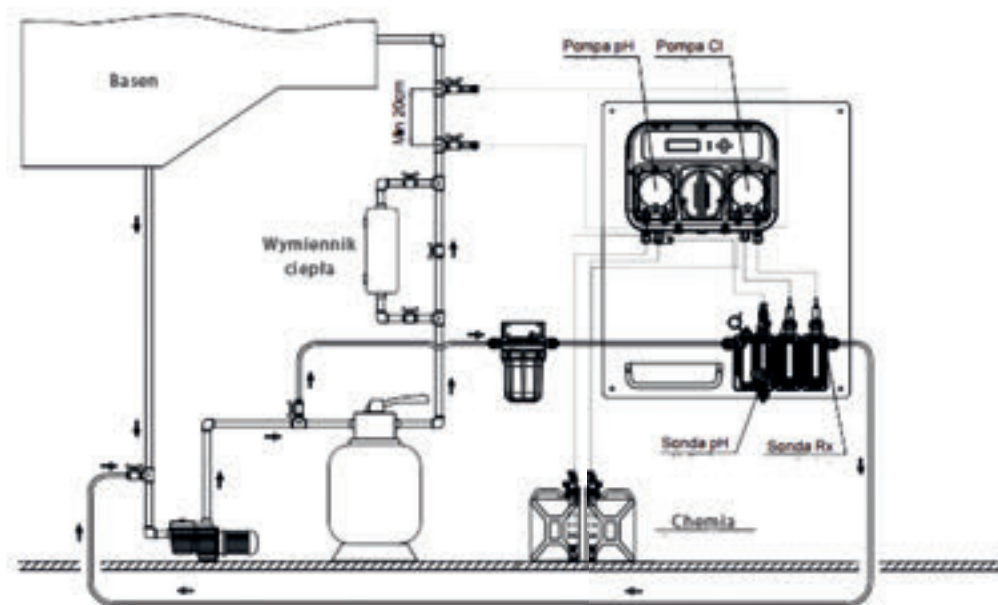 Pompa pH
Pompa Cl
Basen
Min 20cm
Wymiennik
ciepła
Sonda pH
Sonda Rx
Chemia